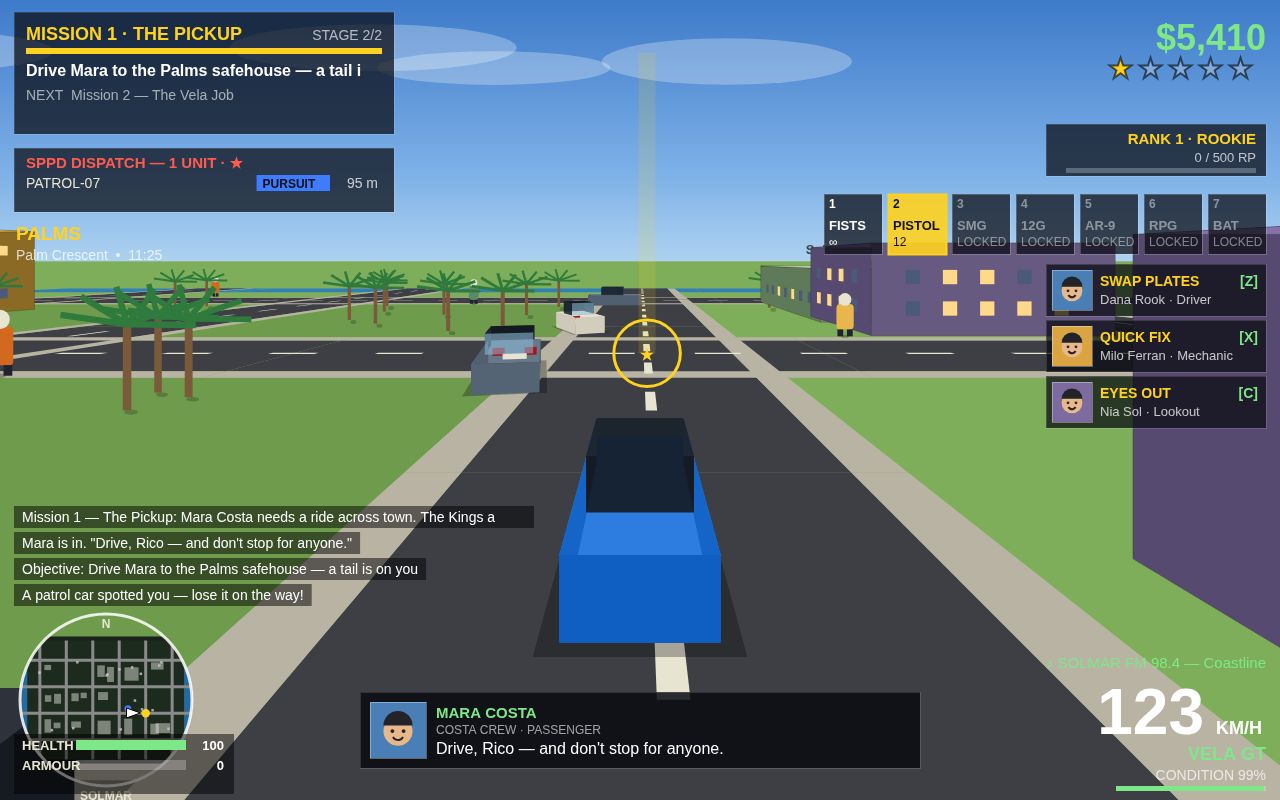 MISSION 1 · THE PICKUP STAGE 2/2
Drive Mara to the Palms safehouse — a tail i
NEXT Mission 2 — The Vela Job
SPPD DISPATCH — 1 UNIT · ★
PATROL-07 PURSUIT 95 m
PALMS
Palm Crescent • 11:25
$5,410
RANK 1 · ROOKIE
0 / 500 RP
1 2 3 4 5 6 7
FISTS PISTOL SMG 12G AR-9 RPG BAT
∞ 12 LOCKED LOCKED LOCKED LOCKED LOCKED
SWAP PLATES [Z]
Dana Rook · Driver
QUICK FIX [X]
Milo Ferran · Mechanic
EYES OUT [C]
Nia Sol · Lookout
Mission 1 — The Pickup: Mara Costa needs a ride across town. The Kings a
Mara is in. "Drive, Rico — and don't stop for anyone."
Objective: Drive Mara to the Palms safehouse — a tail is on you
A patrol car spotted you — lose it on the way!
N
HEALTH 100
ARMOUR 0
SOLMAR
MARA COSTA
COSTA CREW · PASSENGER
Drive, Rico — and don't stop for anyone.
♪ SOLMAR FM 98.4 — Coastline
123 KM/H
VELA GT
CONDITION 99%